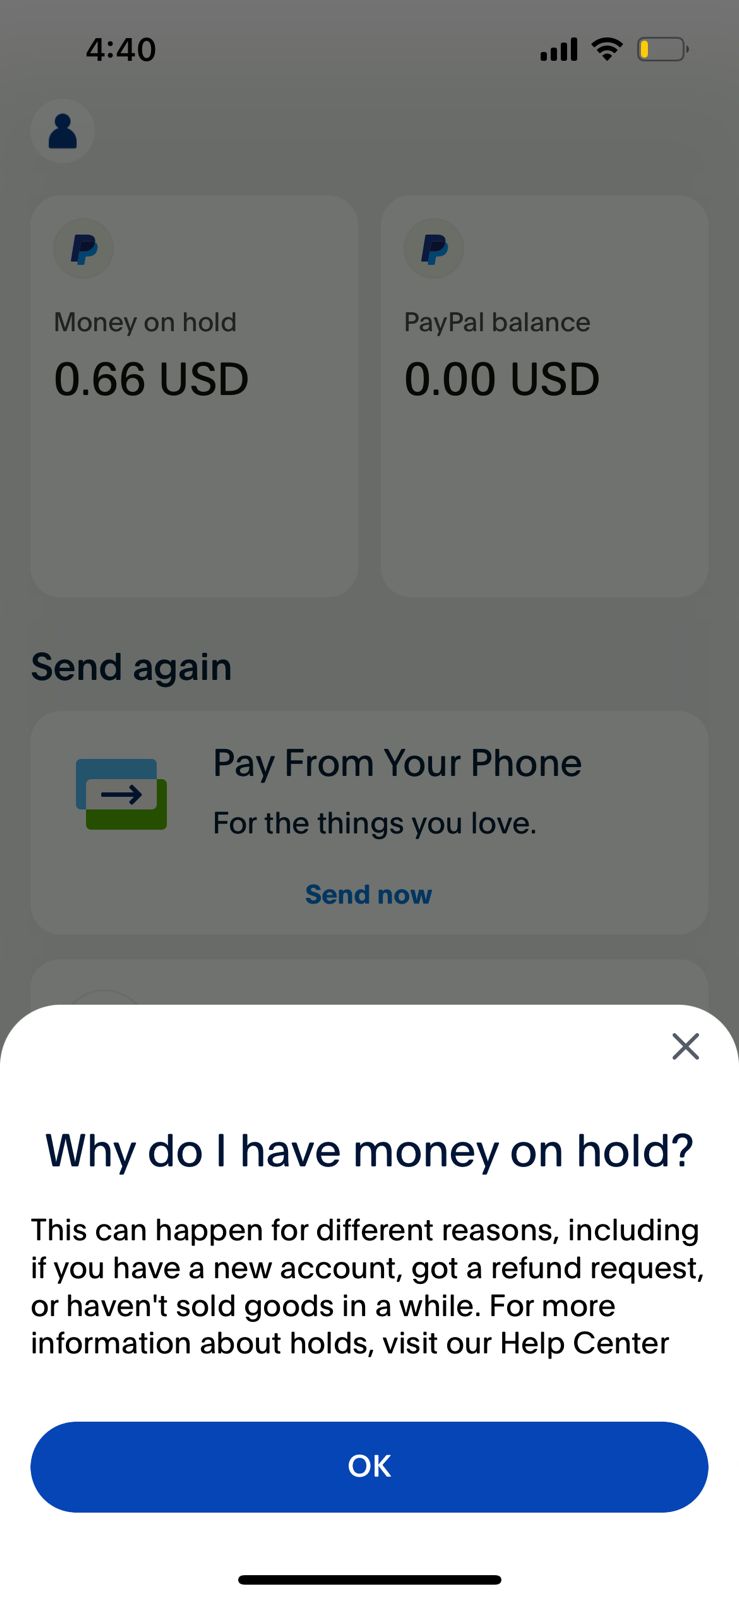 4:40
Money on hold
0.66 USD
PayPal balance
0.00 USD
Send again
Pay From Your Phone
For the things you love.
Send now
Why do I have money on hold?
This can happen for different reasons, including
if you have a new account, got a refund request,
or haven't sold goods in a while. For more
information about holds, visit our Help Center
OK